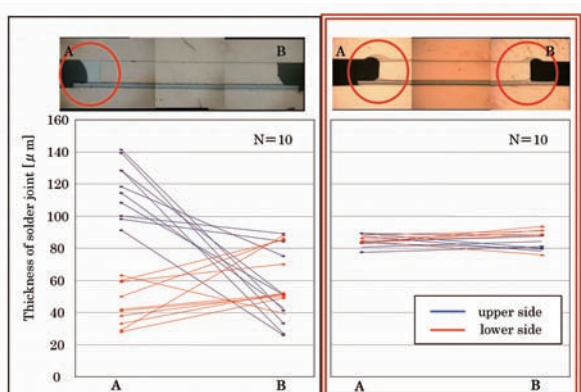 A B
A B
Thickness of solder joint [μm]
160
140
120
100
80
60
40
20
0
N=10
N=10
upper side
lower side
A B
A B